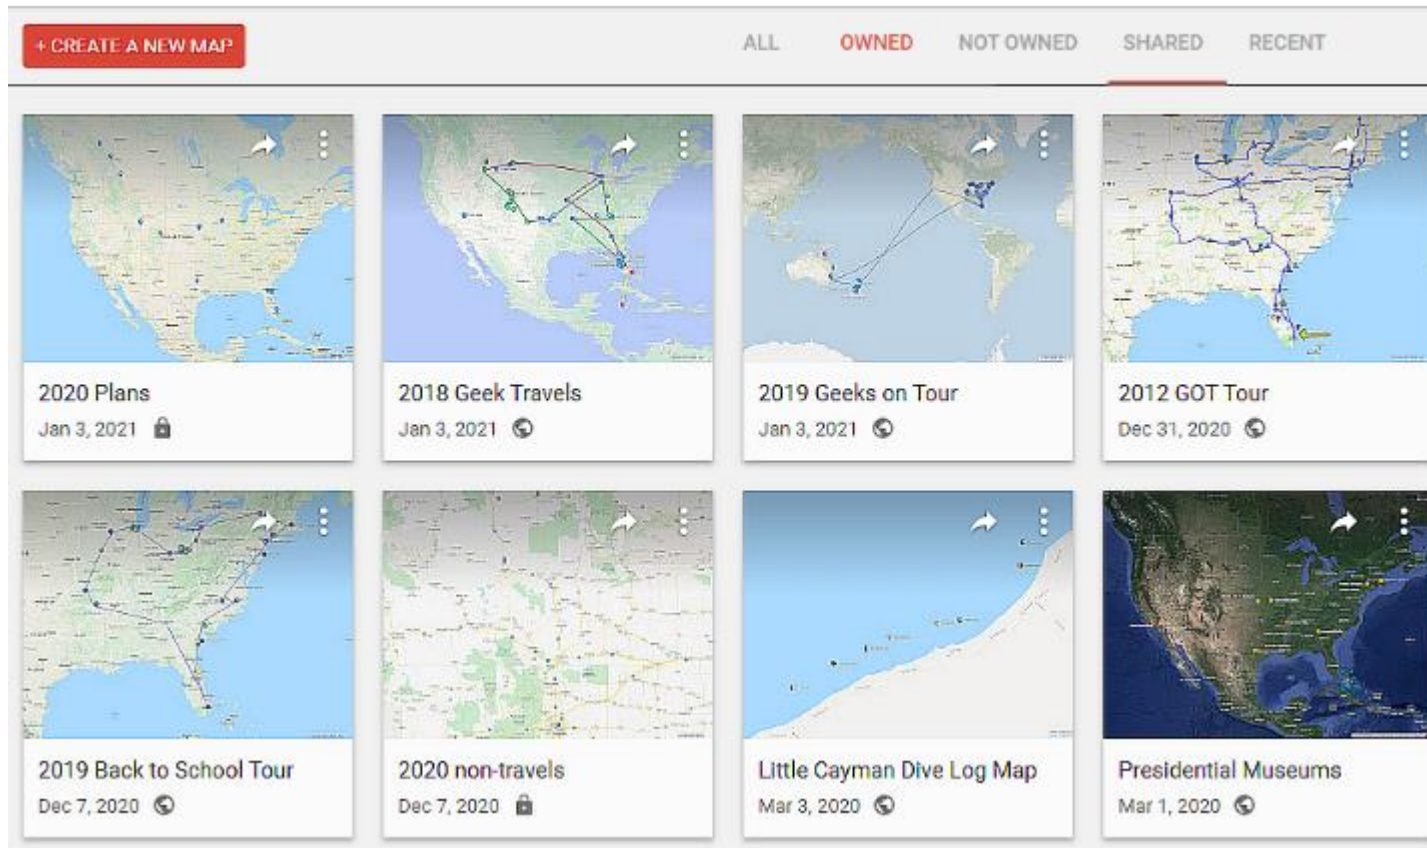 + CREATE A NEW MAP
ALL OWNED NOT OWNED SHARED RECENT
2020 Plans
Jan 3, 2021
2018 Geek Travels
Jan 3, 2021
2019 Geeks on Tour
Jan 3, 2021
2012 GOT Tour
Dec 31, 2020
2019 Back to School Tour
Dec 7, 2020
2020 non-travels
Dec 7, 2020
Little Cayman Dive Log Map
Mar 3, 2020
Presidential Museums
Mar 1, 2020